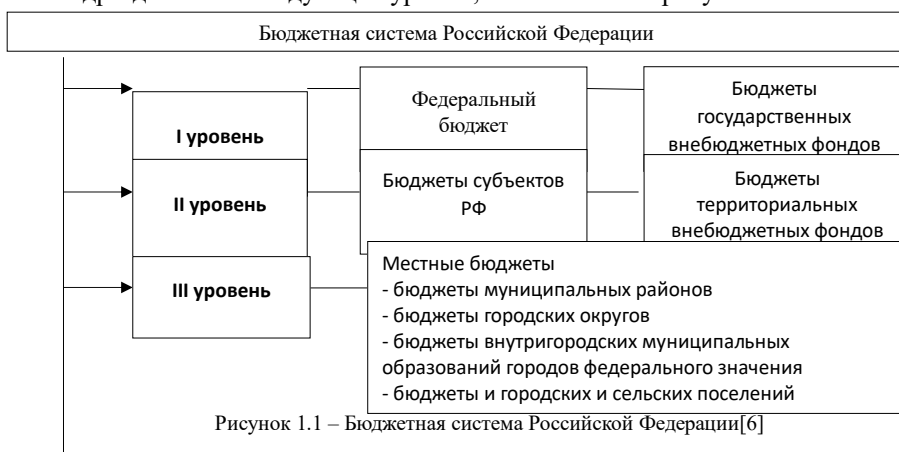 Бюджетная система Российской Федерации
I уровень
Федеральный
бюджет
Бюджеты
государственных
внебюджетных фондов
II уровень
Бюджеты субъектов
РФ
Бюджеты
территориальных
внебюджетных фондов
III уровень
Местные бюджеты
- бюджеты муниципальных районов
- бюджеты городских округов
- бюджеты внутригородских муниципальных
образований городов федерального значения
- бюджеты и городских и сельских поселений
Рисунок 1.1 – Бюджетная система Российской Федерации[6]